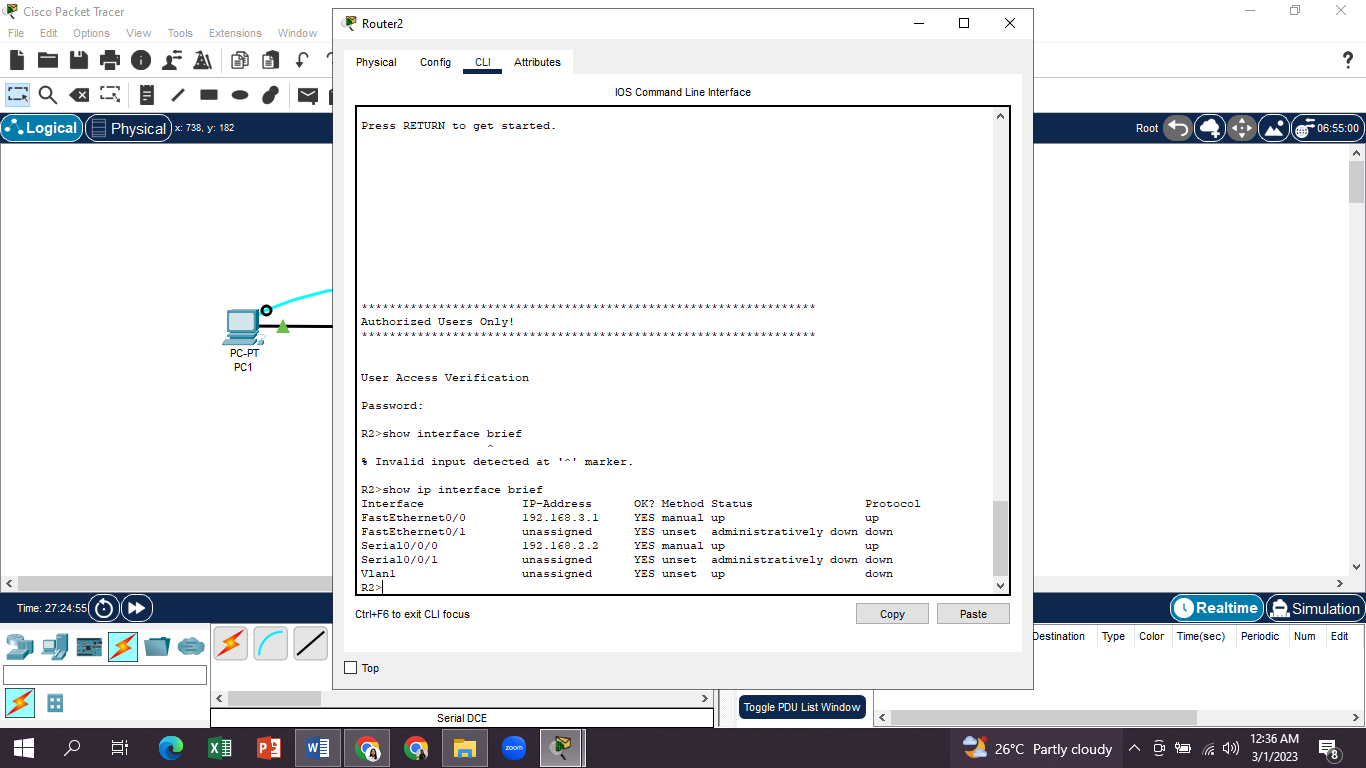 Cisco Packet Tracer
File Edit Options View Tools Extensions Window
Logical Physical x: 738, y: 182
Root 06:55:00
PC-PT
PC1
Router2
Physical Config CLI Attributes
IOS Command Line Interface
Press RETURN to get started.
*****************************************************************
Authorized Users Only!
*****************************************************************
User Access Verification
Password:
R2>show interface brief
^
% Invalid input detected at '^' marker.
R2>show ip interface brief
Interface IP-Address OK? Method Status Protocol
FastEthernet0/0 192.168.3.1 YES manual up up
FastEthernet0/1 unassigned YES unset administratively down down
Serial0/0/0 192.168.2.2 YES manual up up
Serial0/0/1 unassigned YES unset administratively down down
Vlan1 unassigned YES unset up down
R2>
Ctrl+F6 to exit CLI focus
Copy Paste
Top
Time: 27:24:55
Realtime Simulation
Destination Type Color Time(sec) Periodic Num Edit
Toggle PDU List Window
Serial DCE
zoom
26°C Partly cloudy
12:36 AM
3/1/2023
8